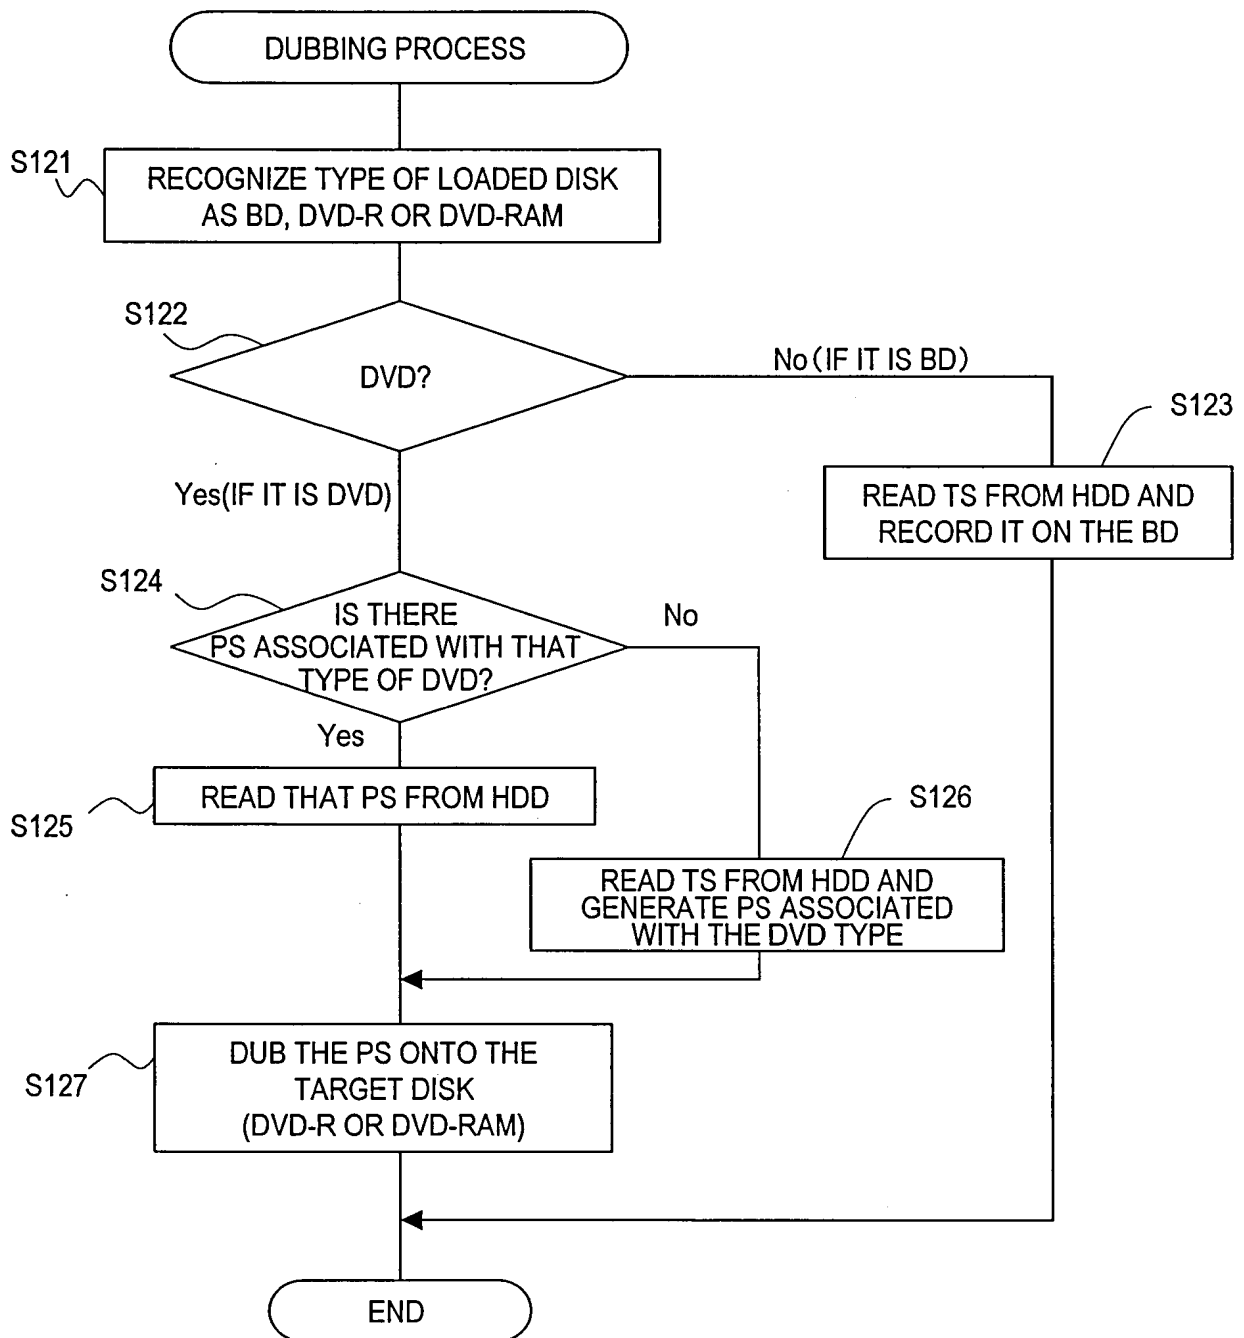 DUBBING PROCESS
S121
RECOGNIZE TYPE OF LOADED DISK
AS BD, DVD-R OR DVD-RAM
S122
DVD?
No (IF IT IS BD)
S123
READ TS FROM HDD AND
RECORD IT ON THE BD
Yes(IF IT IS DVD)
S124
IS THERE
PS ASSOCIATED WITH THAT
TYPE OF DVD?
No
Yes
S125
READ THAT PS FROM HDD
S126
READ TS FROM HDD AND
GENERATE PS ASSOCIATED
WITH THE DVD TYPE
S127
DUB THE PS ONTO THE
TARGET DISK
(DVD-R OR DVD-RAM)
END